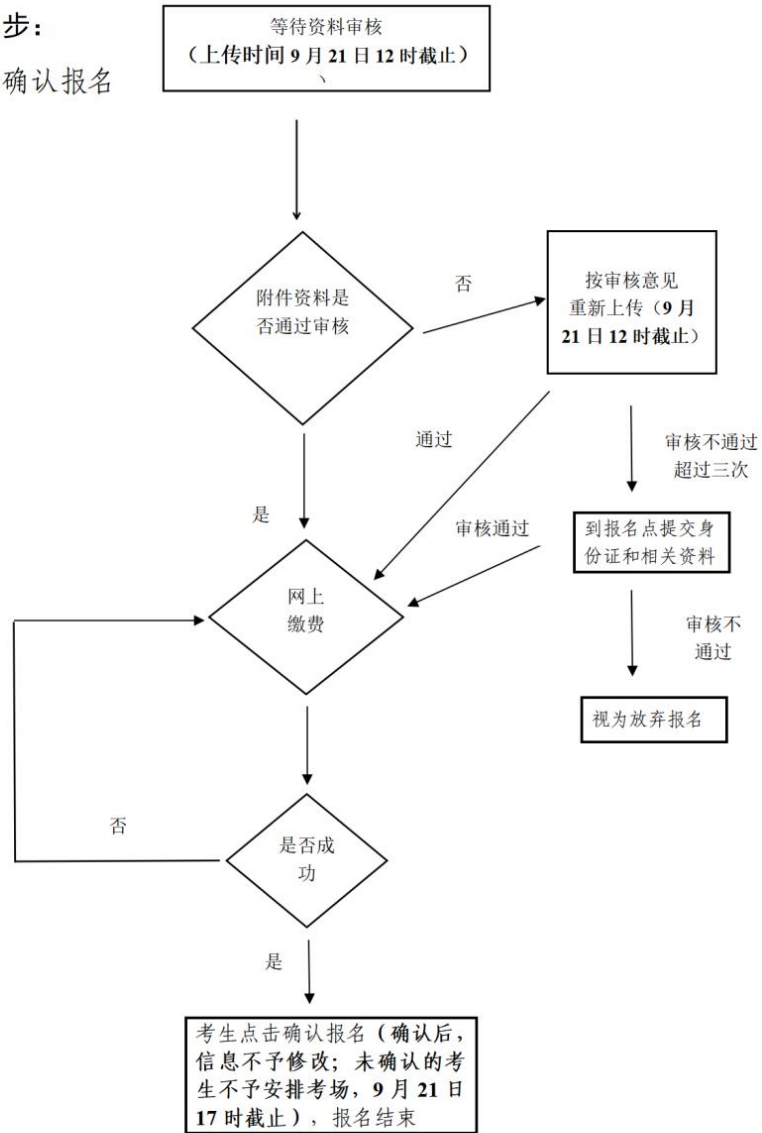 步：
确认报名
等待资料审核
（上传时间 9 月 21 日 12 时截止）
、
附件资料是
否通过审核
否
按审核意见
重新上传（9 月
21 日 12 时截止）
通过
审核不通过
超过三次
是
审核通过
到报名点提交身
份证和相关资料
网上
缴费
审核不
通过
视为放弃报名
否
是否成
功
是
考生点击确认报名（确认后，
信息不予修改；未确认的考
生不予安排考场，9 月 21 日
17 时截止），报名结束